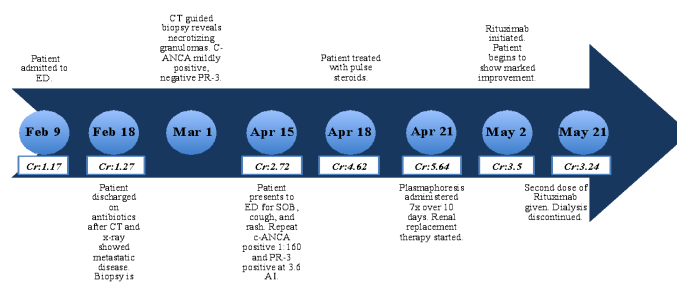 Patient
admitted to
ED.
CT guided
biopsy reveals
necrotizing
granulomas. C-
ANCA mildly
positive,
negative PR-3.
Patient treated
with pulse
steroids.
Rituximab
initiated.
Patient
begins to
show marked
improvement.
Feb 9
Feb 18
Mar 1
Apr 15
Apr 18
Apr 21
May 2
May 21
Cr:1.17
Cr:1.27
Cr:2.72
Cr:4.62
Cr:5.64
Cr:3.5
Cr:3.24
Patient
discharged
on
antibiotics
after CT and
x-ray
showed
metastatic
disease.
Biopsy is
Patient
presents to
ED for SOB,
cough, and
rash. Repeat
c-ANCA
positive 1:160
and PR-3
positive at 3.6
AI.
Plasmaphoresis
administered
7x over 10
days. Renal
replacement
therapy started.
Second dose of
Rituximab
given. Dialysis
discontinued.